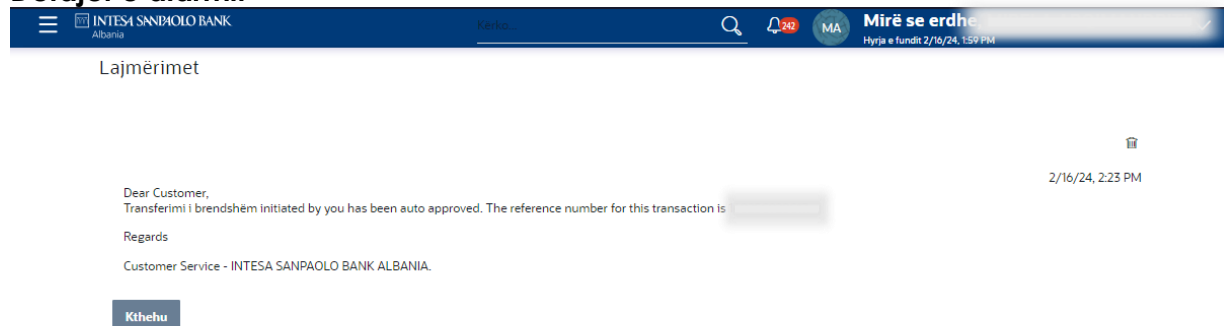 INTESA SANPAOLO BANK
Albania
Kerko...
242
MA
Mirë se erdhe,
Hyrja e fundit 2/16/24, 1:59 PM
Lajmërimet
2/16/24, 2:23 PM
Dear Customer,
Transferimi i brendshëm initiated by you has been auto approved. The reference number for this transaction is
Regards
Customer Service - INTESA SANPAOLO BANK ALBANIA.
Kthehu